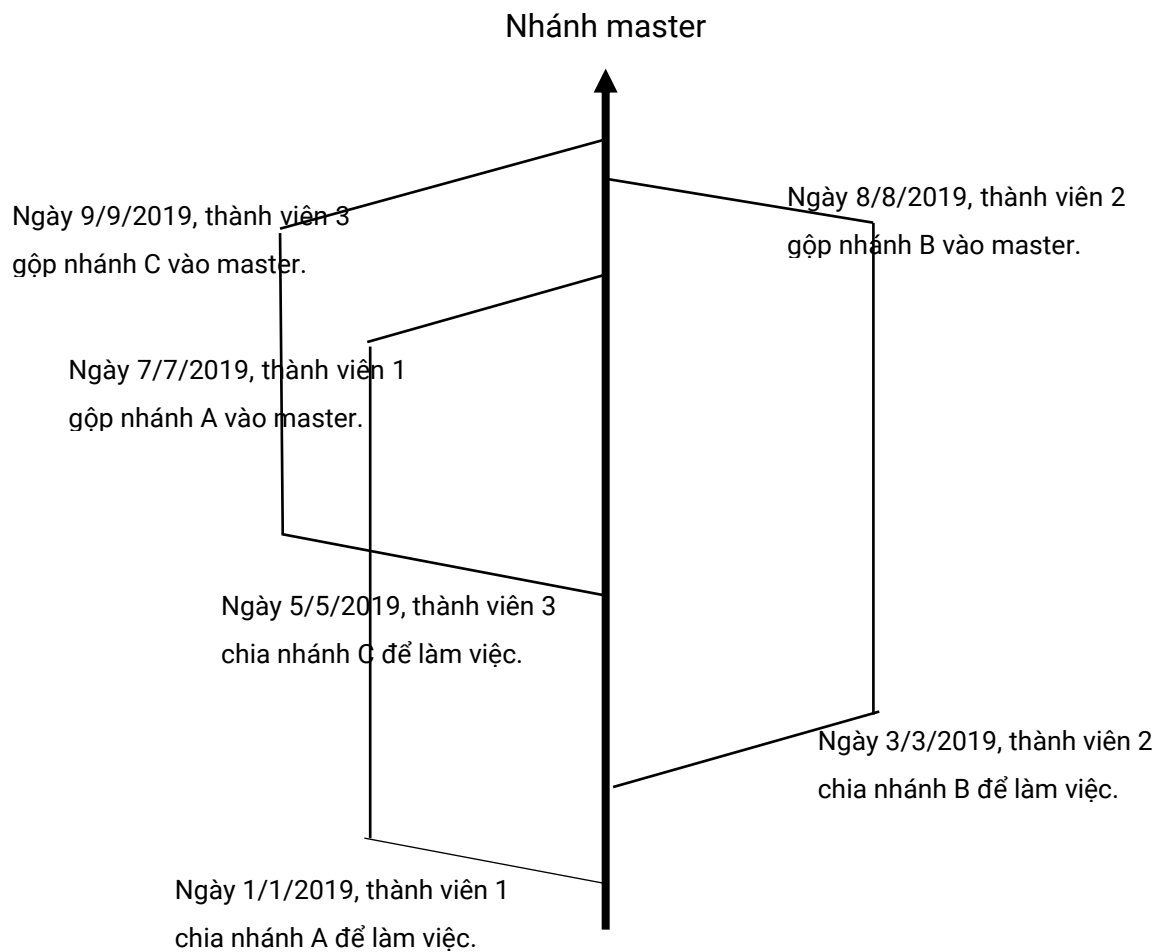 Nhánh master
Ngày 9/9/2019, thành viên 3
gộp nhánh C vào master.
Ngày 8/8/2019, thành viên 2
gộp nhánh B vào master.
Ngày 7/7/2019, thành viên 1
gộp nhánh A vào master.
Ngày 5/5/2019, thành viên 3
chia nhánh C để làm việc.
Ngày 3/3/2019, thành viên 2
chia nhánh B để làm việc.
Ngày 1/1/2019, thành viên 1
chia nhánh A để làm việc.